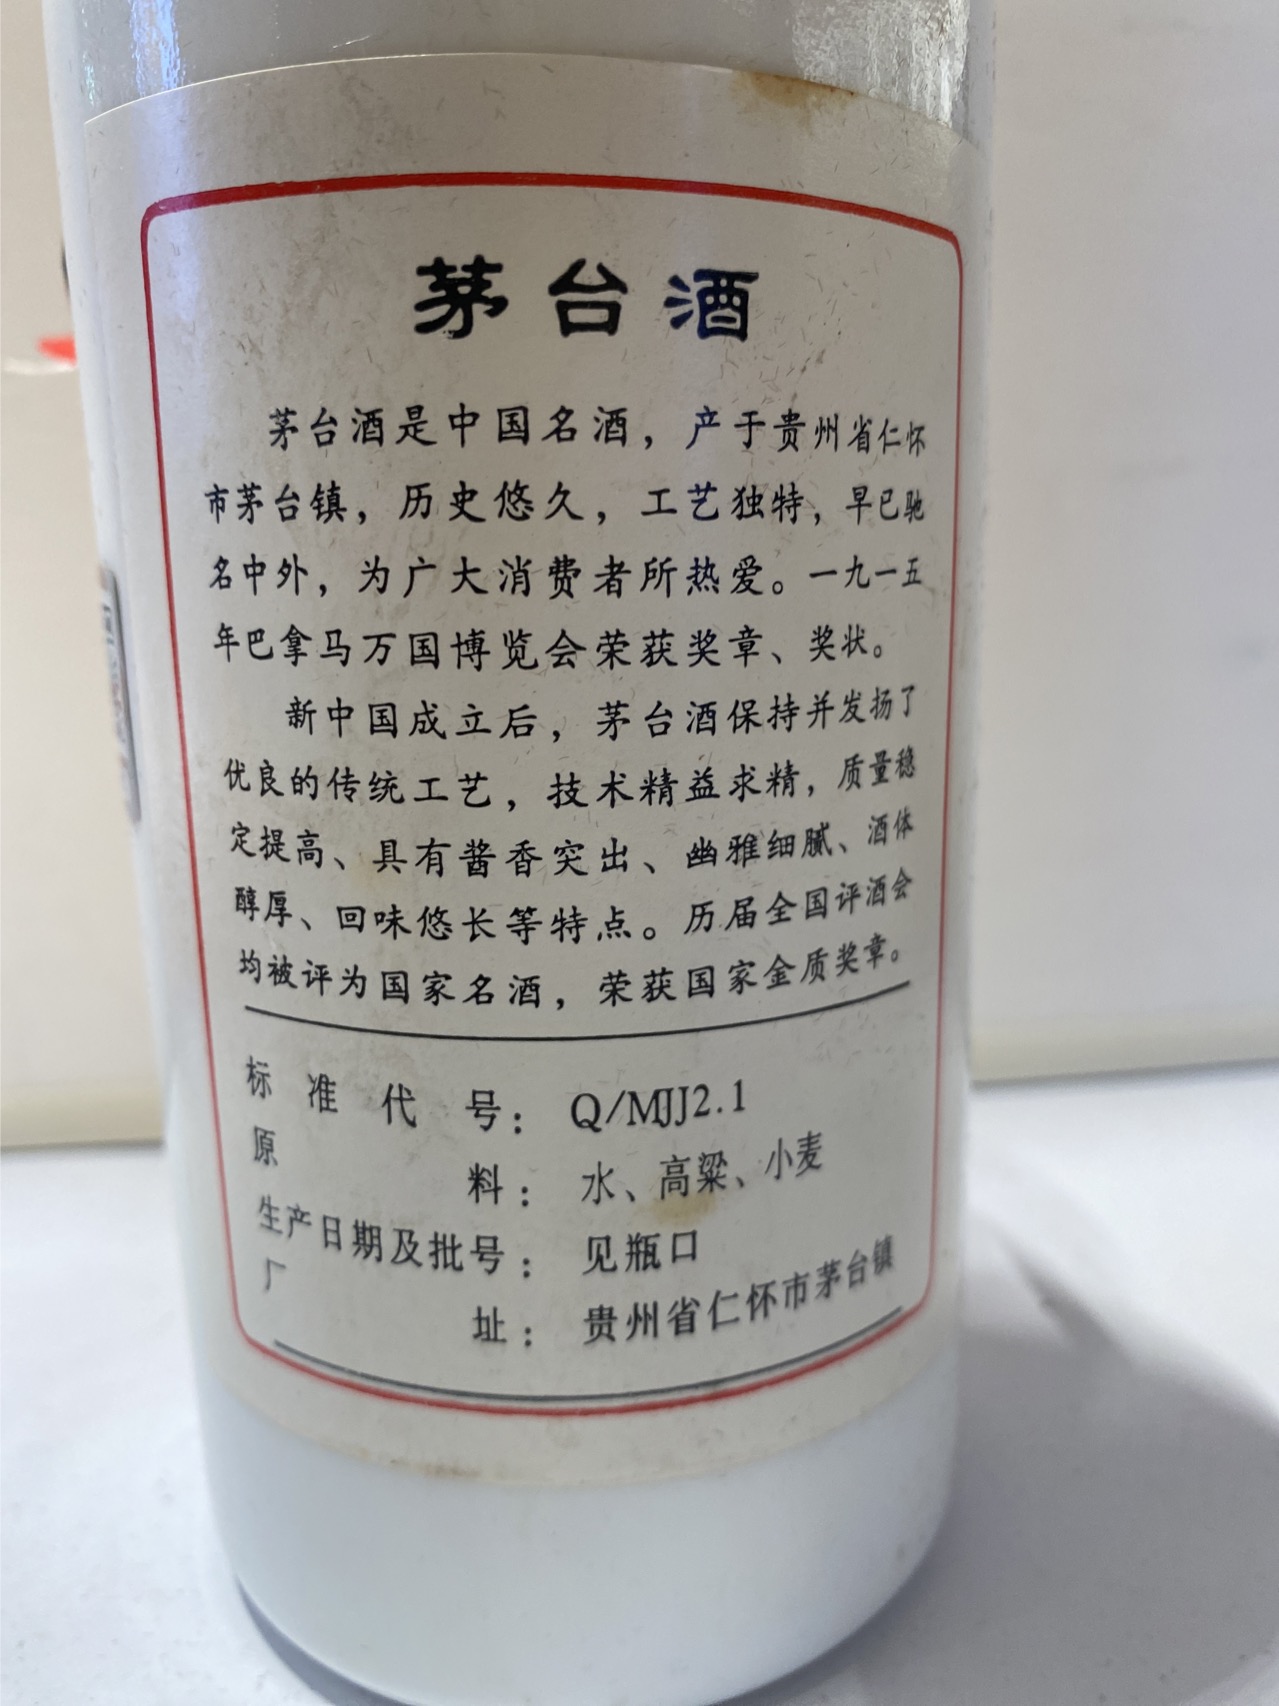 茅台酒
茅台酒是中国名酒，产于贵州省仁怀
市茅台镇，历史悠久，工艺独特，早已驰
名中外，为广大消费者所热爱。一九一五
年巴拿马万国博览会荣获奖章、奖状。
新中国成立后，茅台酒保持并发扬了
优良的传统工艺，技术精益求精，质量稳
定提高、具有酱香突出、幽雅细腻、酒体
醇厚、回味悠长等特点。历届全国评酒会
均被评为国家名酒，荣获国家金质奖章。
标准代号：Q/MJJ2.1
原料：水、高粱、小麦
生产日期及批号：见瓶口
厂址：贵州省仁怀市茅台镇